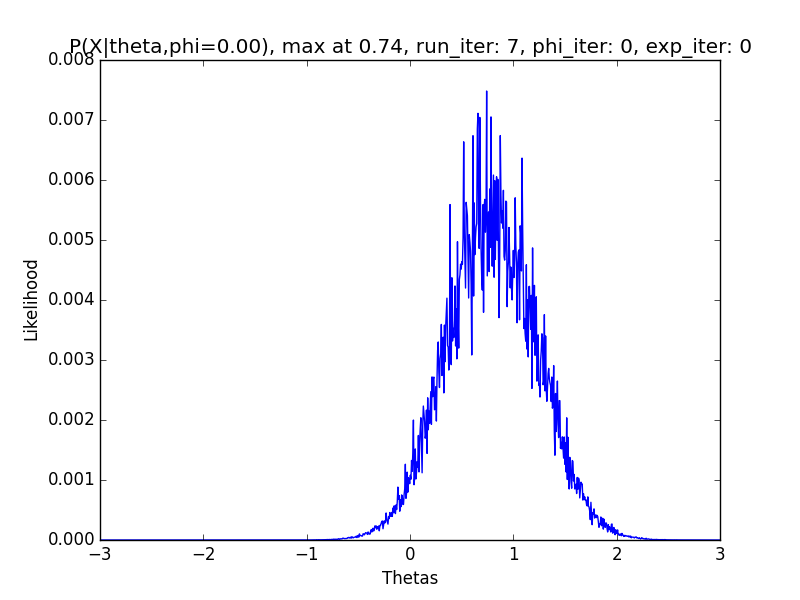 P(X|theta,phi=0.00), max at 0.74, run_iter: 7, phi_iter: 0, exp_iter: 0
0.008
0.007
0.006
0.005
0.004
0.003
0.002
0.001
0.000
Likelihood
−3 −2 −1 0 1 2 3
Thetas